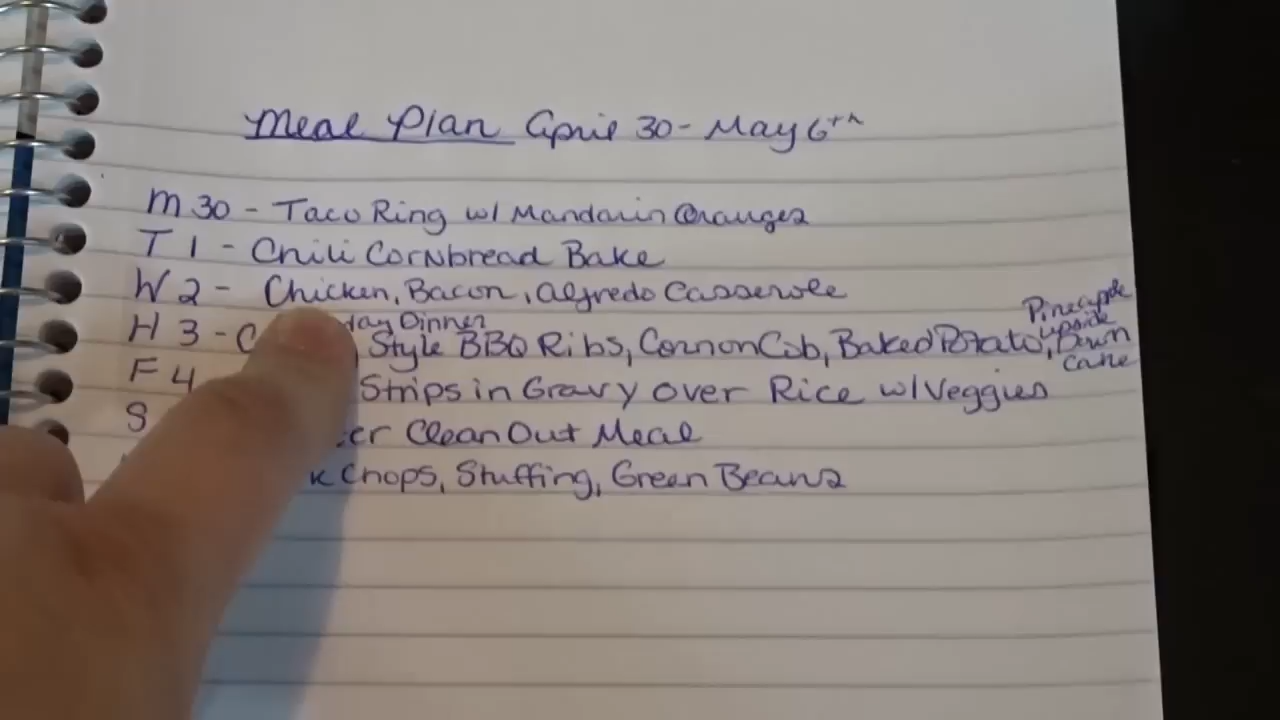 Meal Plan April 30 - May 6th
M 30 - Taco Ring w/ Mandarin Oranges
T 1 - Chili Cornbread Bake
W 2 - Chicken, Bacon, Alfredo Casserole
day Dinner
H 3 - C Style BBQ Ribs, Corn on Cob, Baked Potato, Pineapple upside Down Cake
F 4 Strips in Gravy over Rice w/ Veggies
S er Clean Out Meal
k Chops, Stuffing, Green Beans